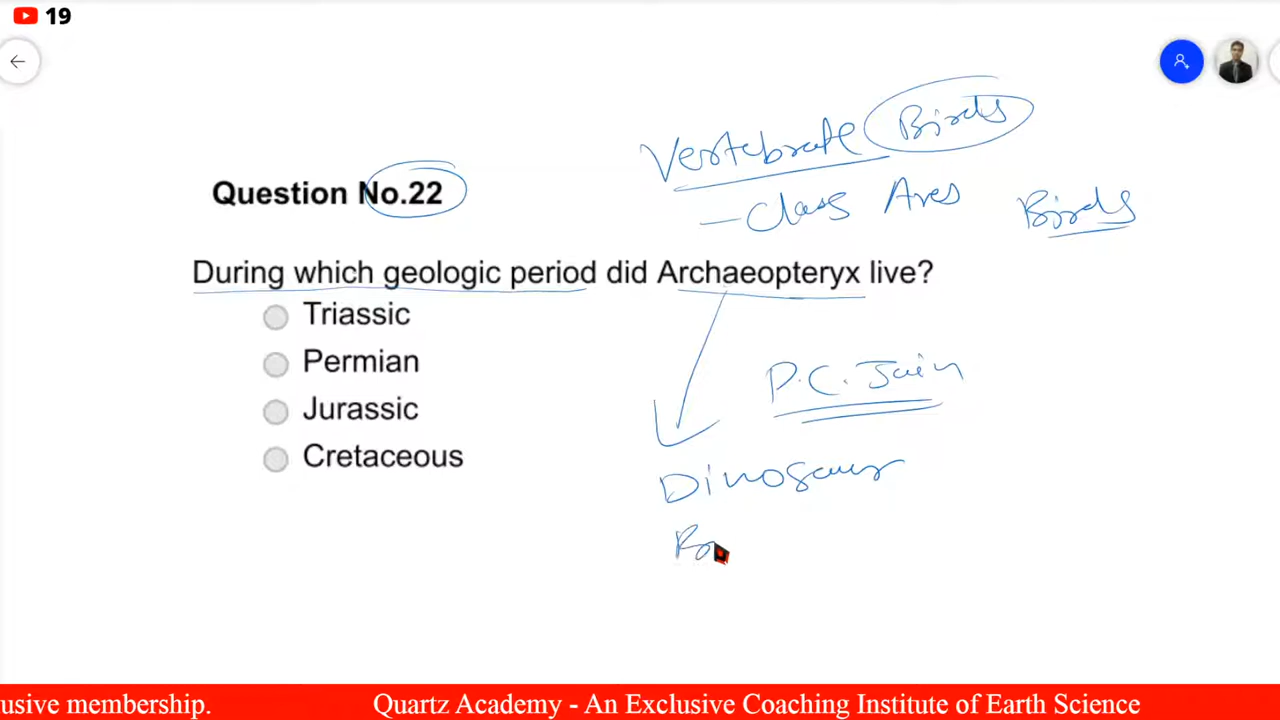 19
Vertebrate Birds
Question No.22
– Class Aves Birds
During which geologic period did Archaeopteryx live?
Triassic
Permian
Jurassic
Cretaceous
P.C. Jain
Dinosaur
usive membership. Quartz Academy - An Exclusive Coaching Institute of Earth Science